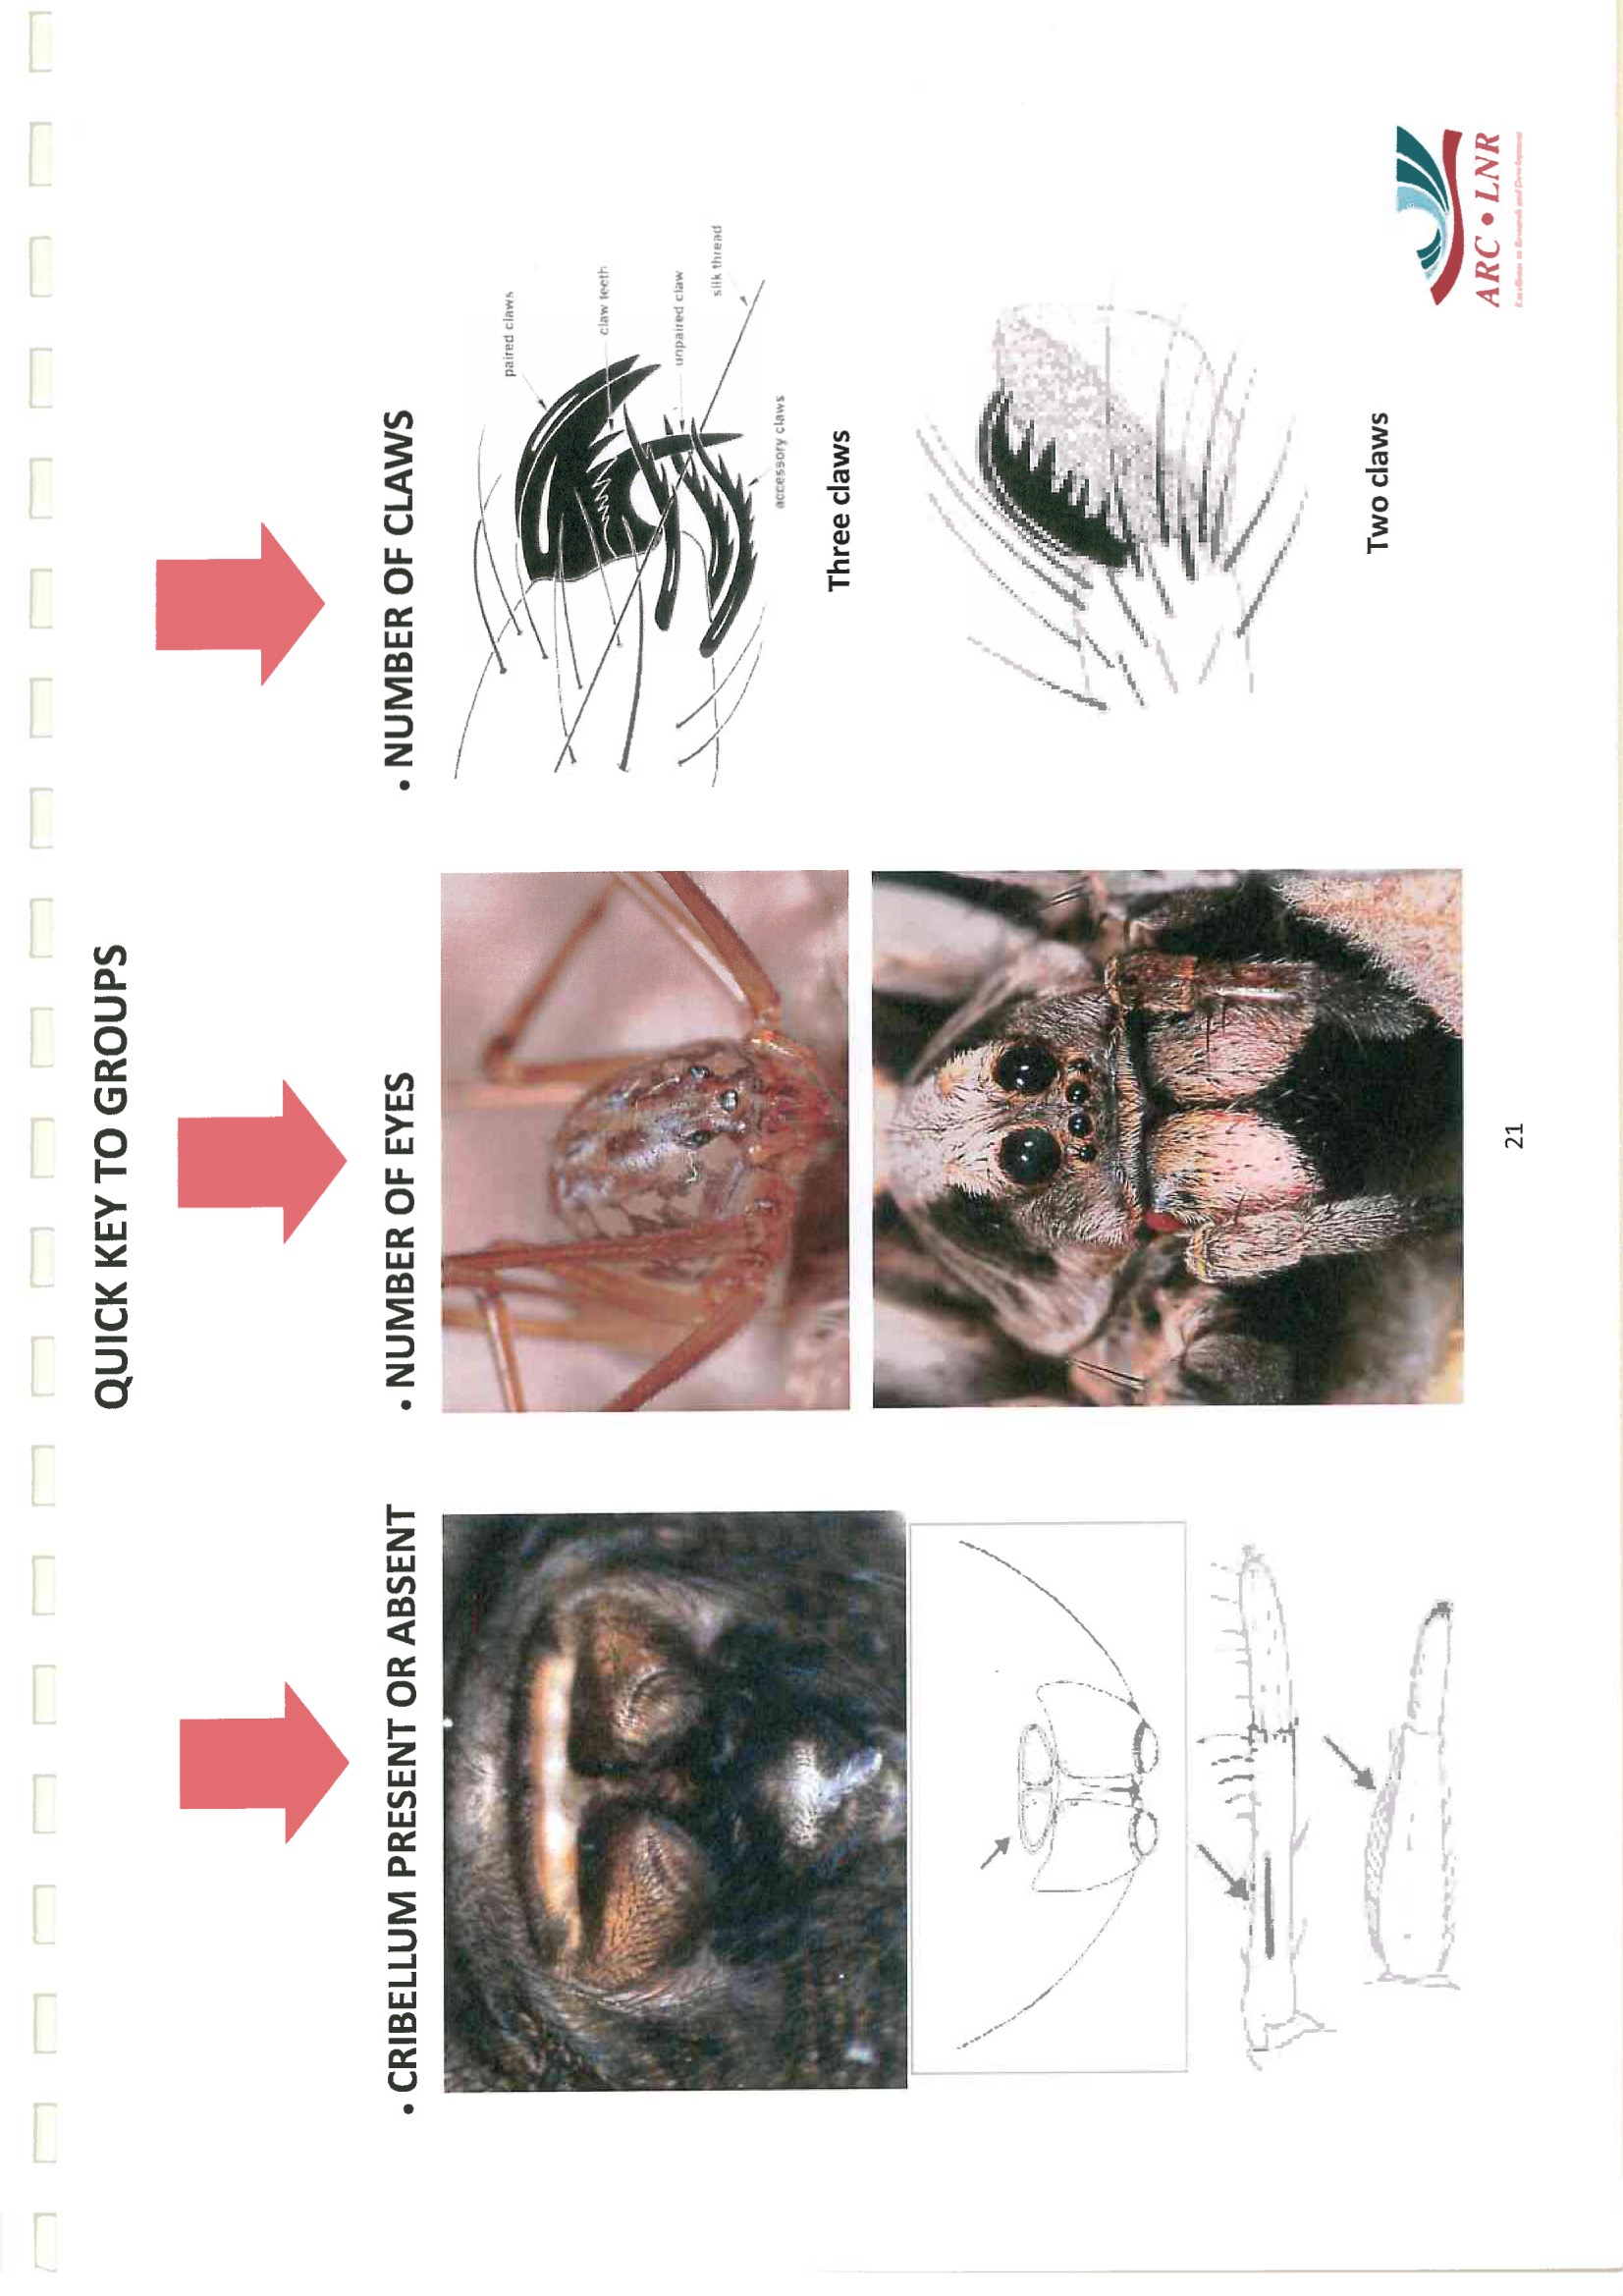 QUICK KEY TO GROUPS
• CRIBELLUM PRESENT OR ABSENT
• NUMBER OF EYES
• NUMBER OF CLAWS
paired claws
claw teeth
unpaired claw
silk thread
accessory claws
Three claws
Two claws
21
ARC • LNR
Excellence in Research and Development